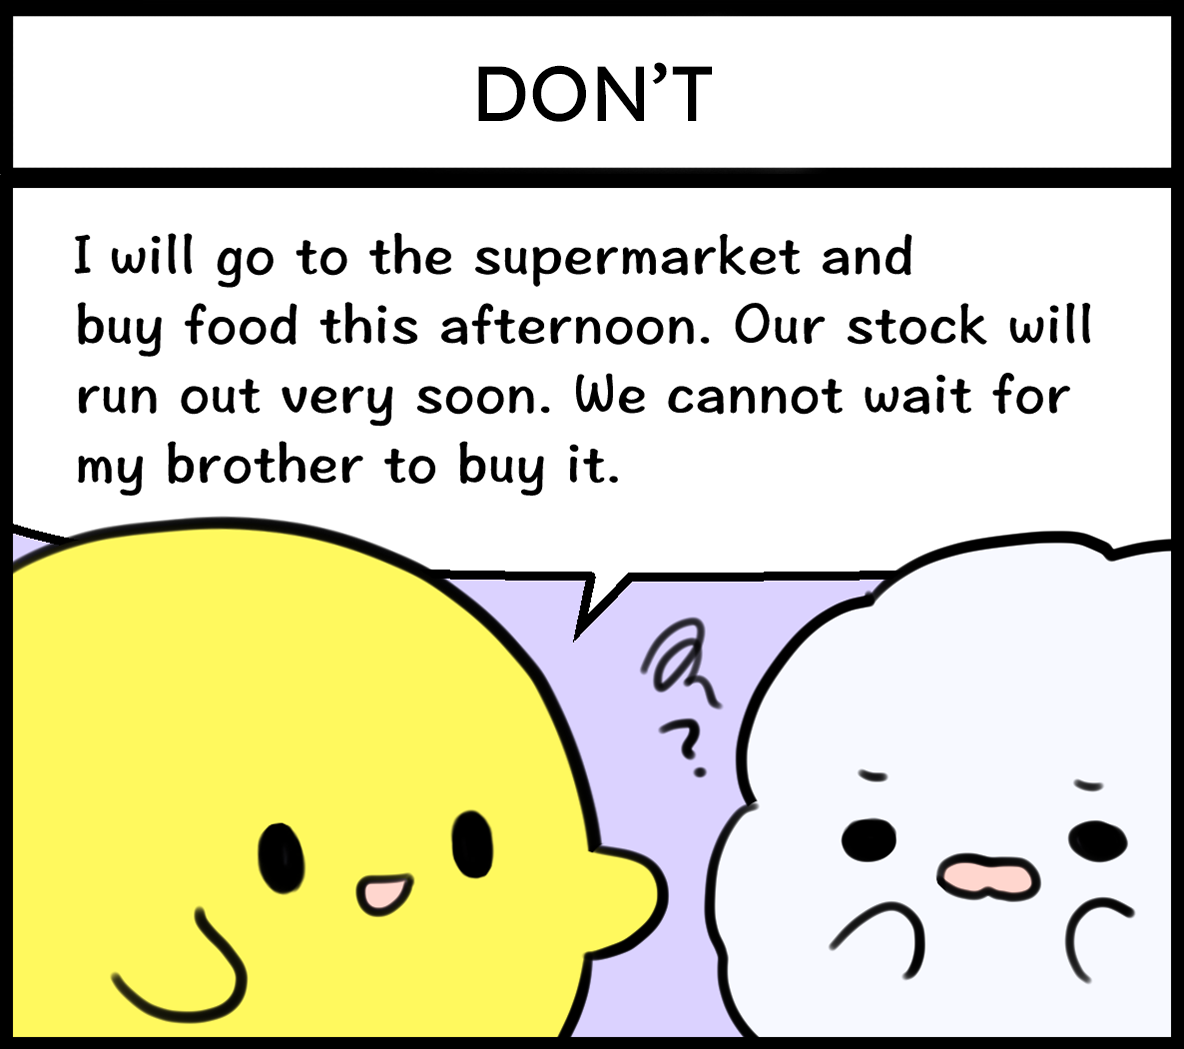 DON’T
I will go to the supermarket and
buy food this afternoon. Our stock will
run out very soon. We cannot wait for
my brother to buy it.
?